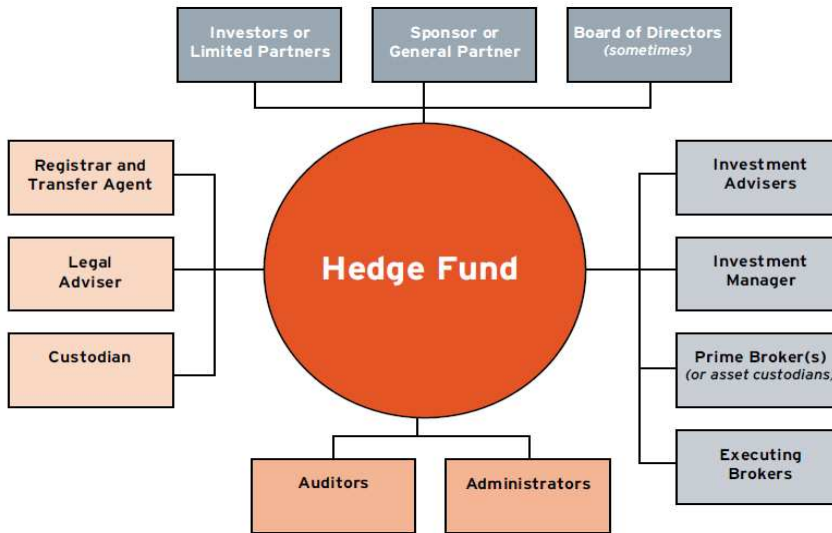 Investors or
Limited Partners
Sponsor or
General Partner
Board of Directors
(sometimes)
Registrar and
Transfer Agent
Legal
Adviser
Custodian
Hedge Fund
Investment
Advisers
Investment
Manager
Prime Broker(s)
(or asset custodians)
Executing
Brokers
Auditors
Administrators